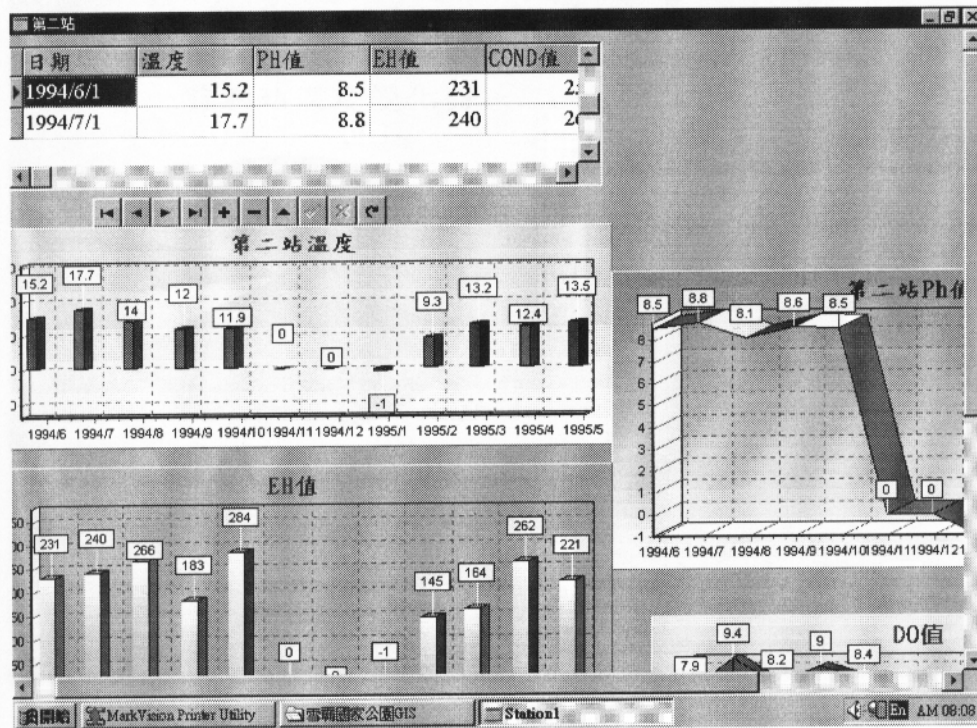 第二站
日期 溫度 PH值 EH值 COND值
1994/6/1 15.2 8.5 231
1994/7/1 17.7 8.8 240
第二站溫度
15.2 17.7 14 12 11.9 0 0 -1 9.3 13.2 12.4 13.5
1994/6 1994/7 1994/8 1994/9 1994/10 1994/11 1994/12 1995/1 1995/2 1995/3 1995/4 1995/5
第二站Ph值
8.5 8.8 8.1 8.6 8.5 0 0
8
7
6
5
4
3
2
1
0
-1
1994/6 1994/7 1994/8 1994/9 1994/10 1994/11 1994/12
EH值
231 240 266 183 284 0 0 -1 145 164 262 221
DO值
7.9 9.4 8.2 9 8.4
開始 MarkVision Printer Utility 雪霸國家公園GIS Station1 En AM 08:08